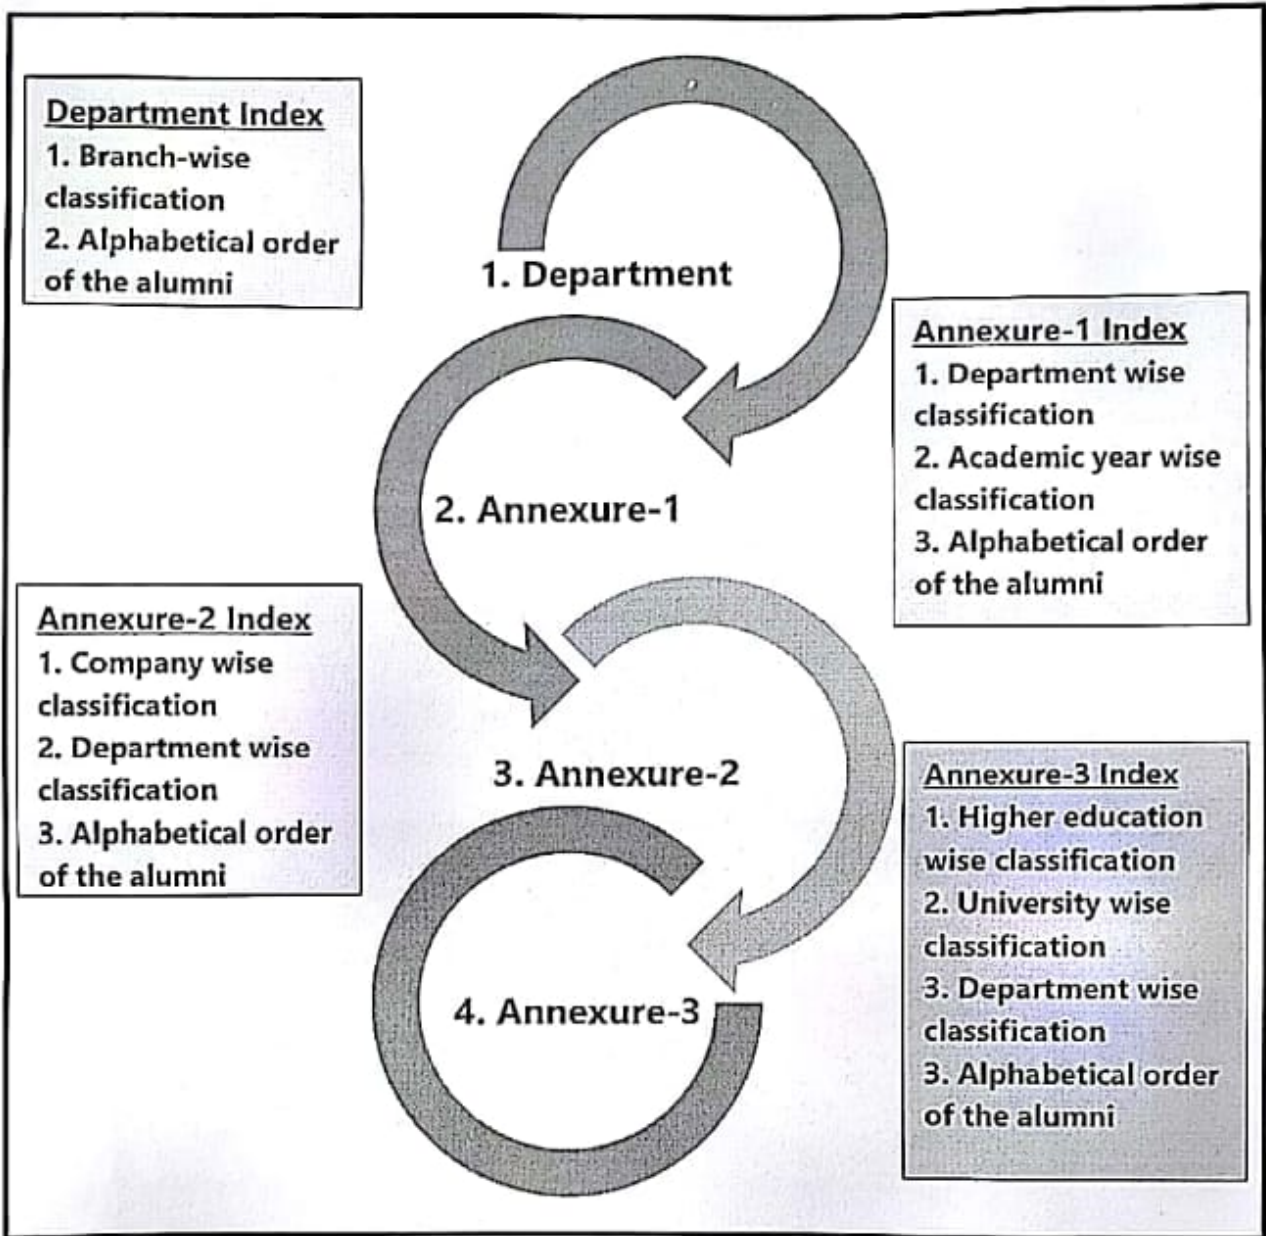 Department Index
1. Branch-wise
classification
2. Alphabetical order
of the alumni
1. Department
Annexure-1 Index
1. Department wise
classification
2. Academic year wise
classification
3. Alphabetical order
of the alumni
2. Annexure-1
Annexure-2 Index
1. Company wise
classification
2. Department wise
classification
3. Alphabetical order
of the alumni
3. Annexure-2
Annexure-3 Index
1. Higher education
wise classification
2. University wise
classification
3. Department wise
classification
3. Alphabetical order
of the alumni
4. Annexure-3